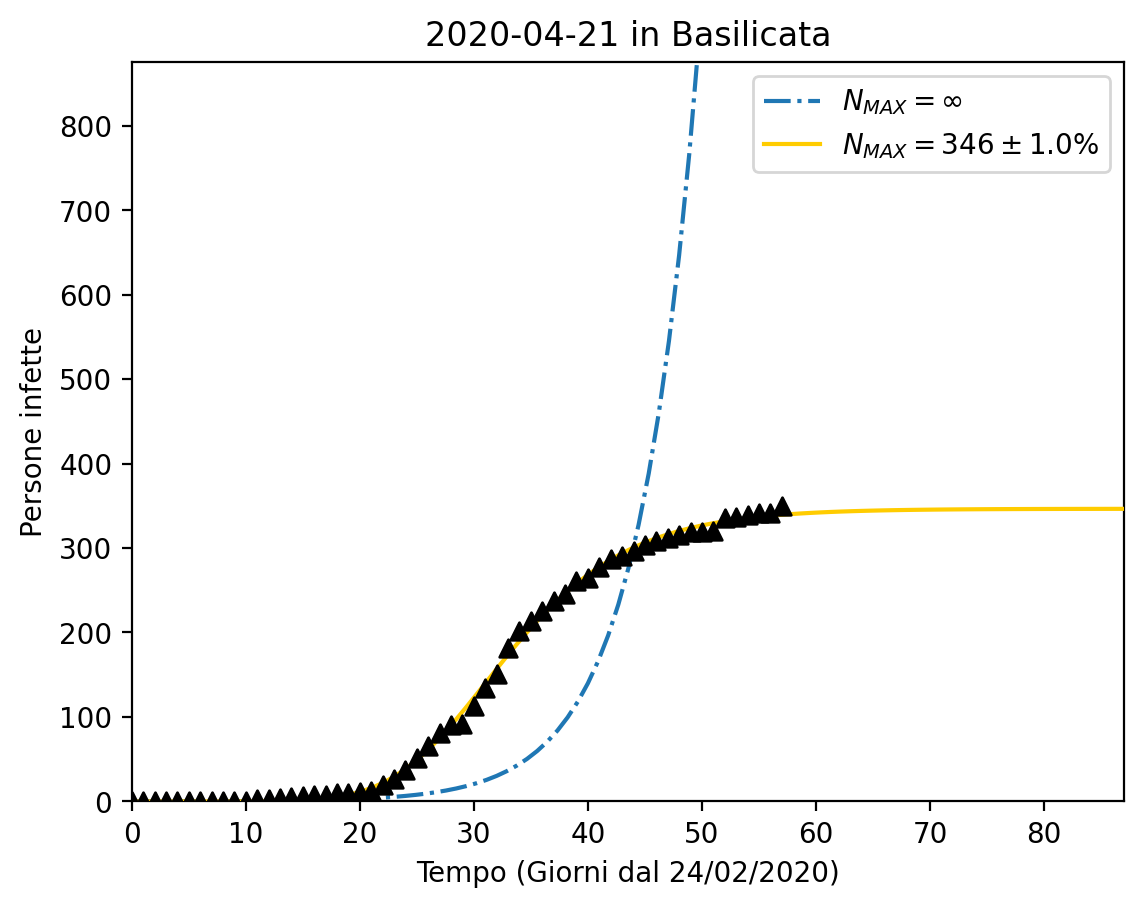 2020-04-21 in Basilicata
N_MAX = ∞
N_MAX = 346 ± 1.0%
800
700
600
500
400
300
200
100
0
Persone infette
0 10 20 30 40 50 60 70 80
Tempo (Giorni dal 24/02/2020)